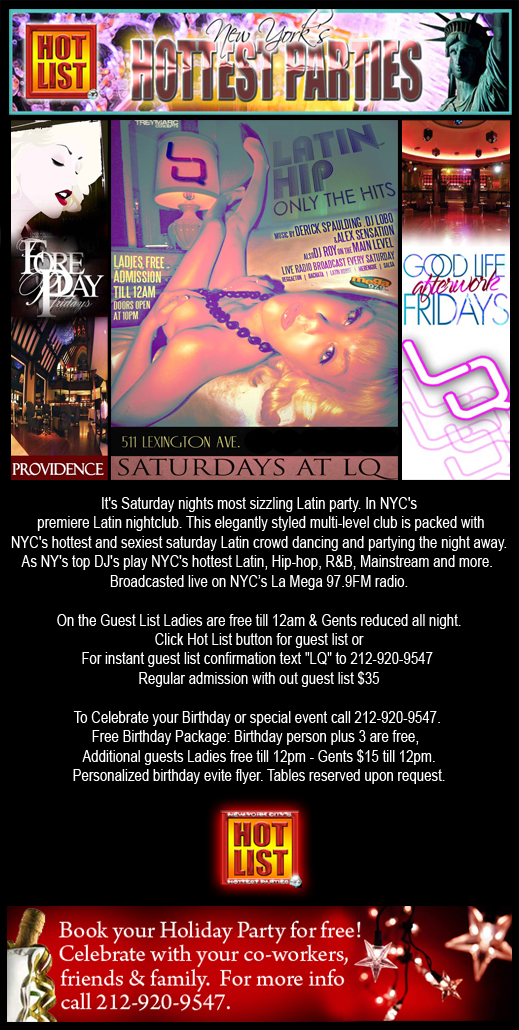 HOT
LIST
New York's
HOTTEST PARTIES
FORE
PLAY
fridays
PROVIDENCE
TREYMARC
CONCEPTS
LQ
LATIN
HIP
ONLY THE HITS
MUSIC BY DERICK SPAULDING DJ LOBO
& ALEX SENSATION
ALSO DJ ROY ON THE MAIN LEVEL
LIVE RADIO BROADCAST EVERY SATURDAY
REGGAETON | BACHATA | LATIN HOUSE | MERENGUE | SALSA
LADIES FREE
ADMISSION
TILL 12AM
DOORS OPEN
AT 10PM
511 LEXINGTON AVE.
SATURDAYS AT LQ
GOOD LIFE
afterwork
FRIDAYS
LQ
It's Saturday nights most sizzling Latin party. In NYC's
premiere Latin nightclub. This elegantly styled multi-level club is packed with
NYC's hottest and sexiest saturday Latin crowd dancing and partying the night away.
As NY's top DJ's play NYC's hottest Latin, Hip-hop, R&B, Mainstream and more.
Broadcasted live on NYC's La Mega 97.9FM radio.
On the Guest List Ladies are free till 12am & Gents reduced all night.
Click Hot List button for guest list or
For instant guest list confirmation text "LQ" to 212-920-9547
Regular admission with out guest list $35
To Celebrate your Birthday or special event call 212-920-9547.
Free Birthday Package: Birthday person plus 3 are free,
Additional guests Ladies free till 12pm - Gents $15 till 12pm.
Personalized birthday evite flyer. Tables reserved upon request.
NEW YORK CITY'S
HOT
LIST
HOTTEST PARTIES
Book your Holiday Party for free!
Celebrate with your co-workers,
friends & family. For more info
call 212-920-9547.